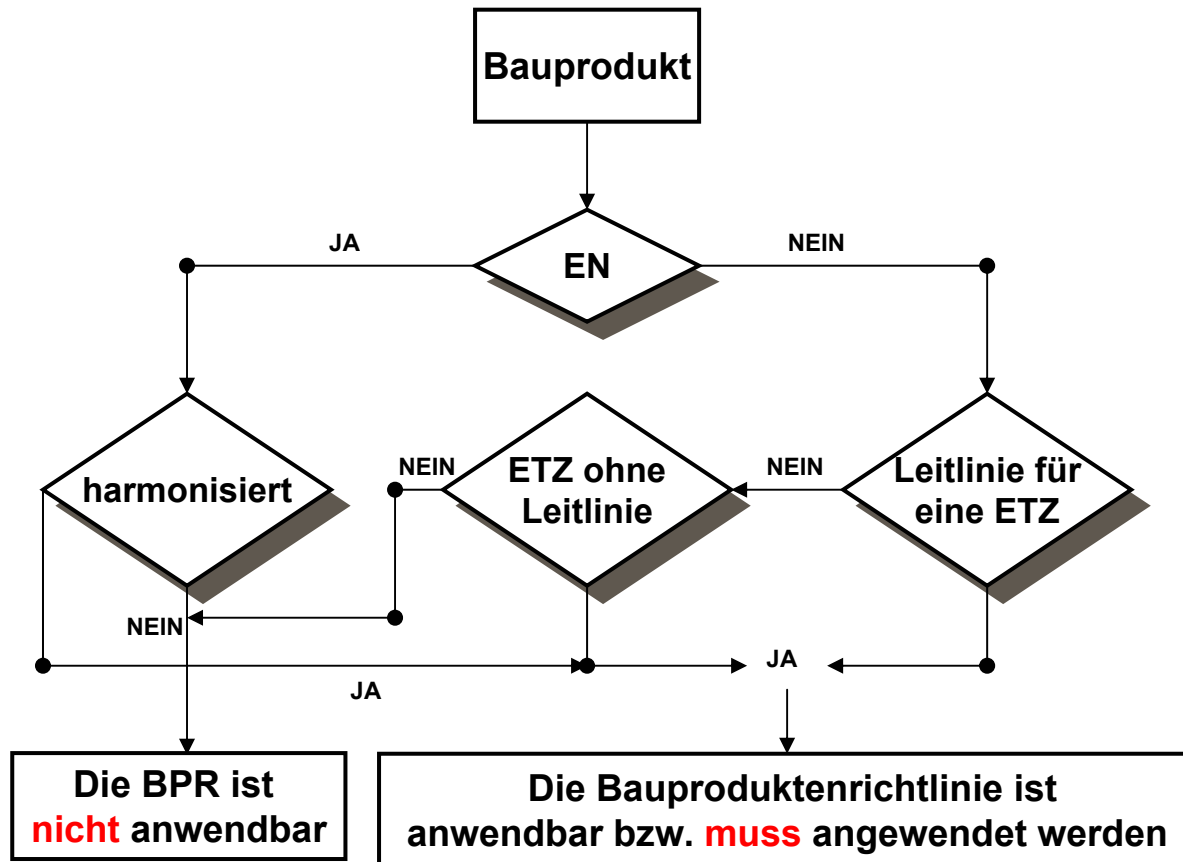 Bauprodukt
JA
NEIN
EN
harmonisiert
NEIN
ETZ ohne
Leitlinie
NEIN
Leitlinie für
eine ETZ
NEIN
JA
JA
Die BPR ist
nicht anwendbar
Die Bauproduktenrichtlinie ist
anwendbar bzw. muss angewendet werden